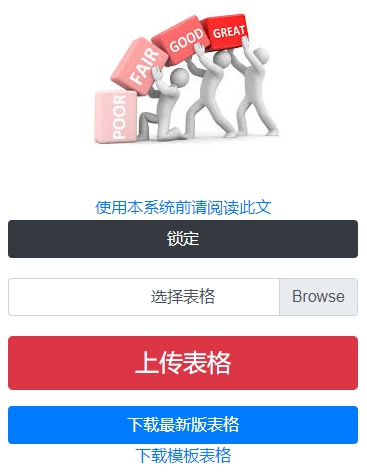 POOR
FAIR
GOOD
GREAT
使用本系统前请阅读此文
锁定
选择表格 Browse
上传表格
下载最新版表格
下载模板表格